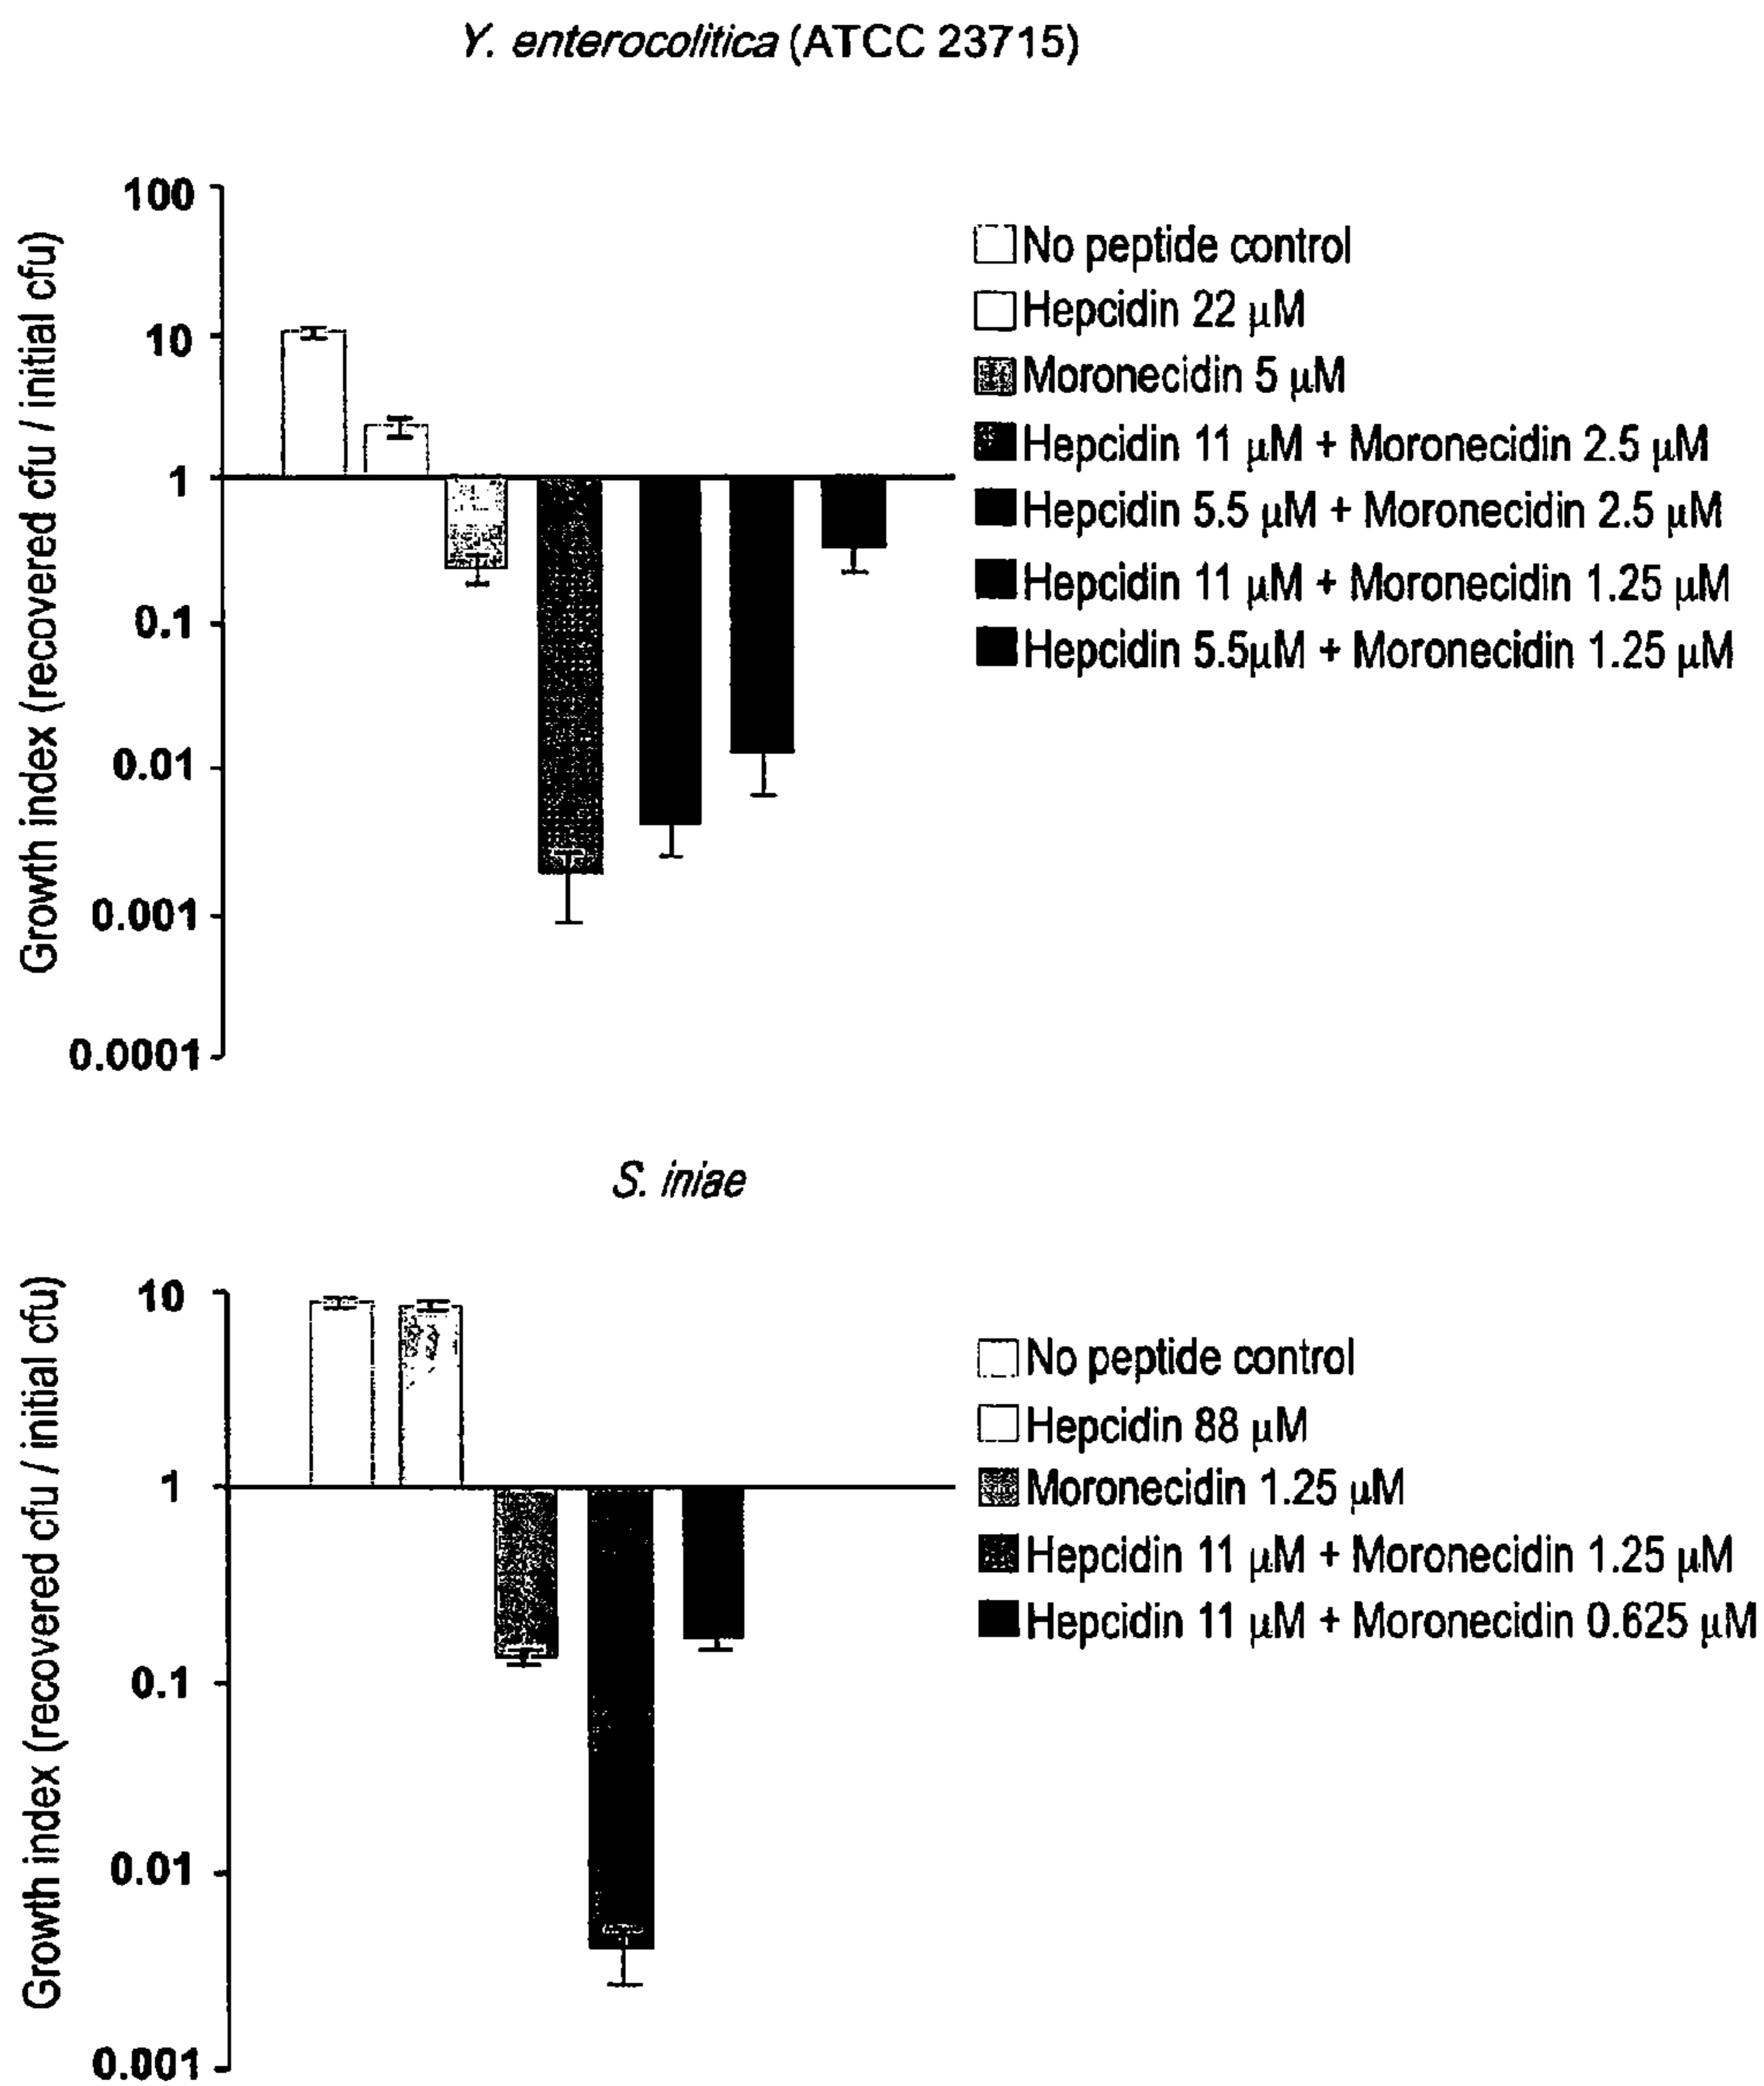 Y. enterocolitica (ATCC 23715)
Growth index (recovered cfu / initial cfu)
100
10
1
0.1
0.01
0.001
0.0001
No peptide control
Hepcidin 22 μM
Moronecidin 5 μM
Hepcidin 11 μM + Moronecidin 2.5 μM
Hepcidin 5.5 μM + Moronecidin 2.5 μM
Hepcidin 11 μM + Moronecidin 1.25 μM
Hepcidin 5.5μM + Moronecidin 1.25 μM
S. iniae
Growth index (recovered cfu / initial cfu)
10
1
0.1
0.01
0.001
No peptide control
Hepcidin 88 μM
Moronecidin 1.25 μM
Hepcidin 11 μM + Moronecidin 1.25 μM
Hepcidin 11 μM + Moronecidin 0.625 μM